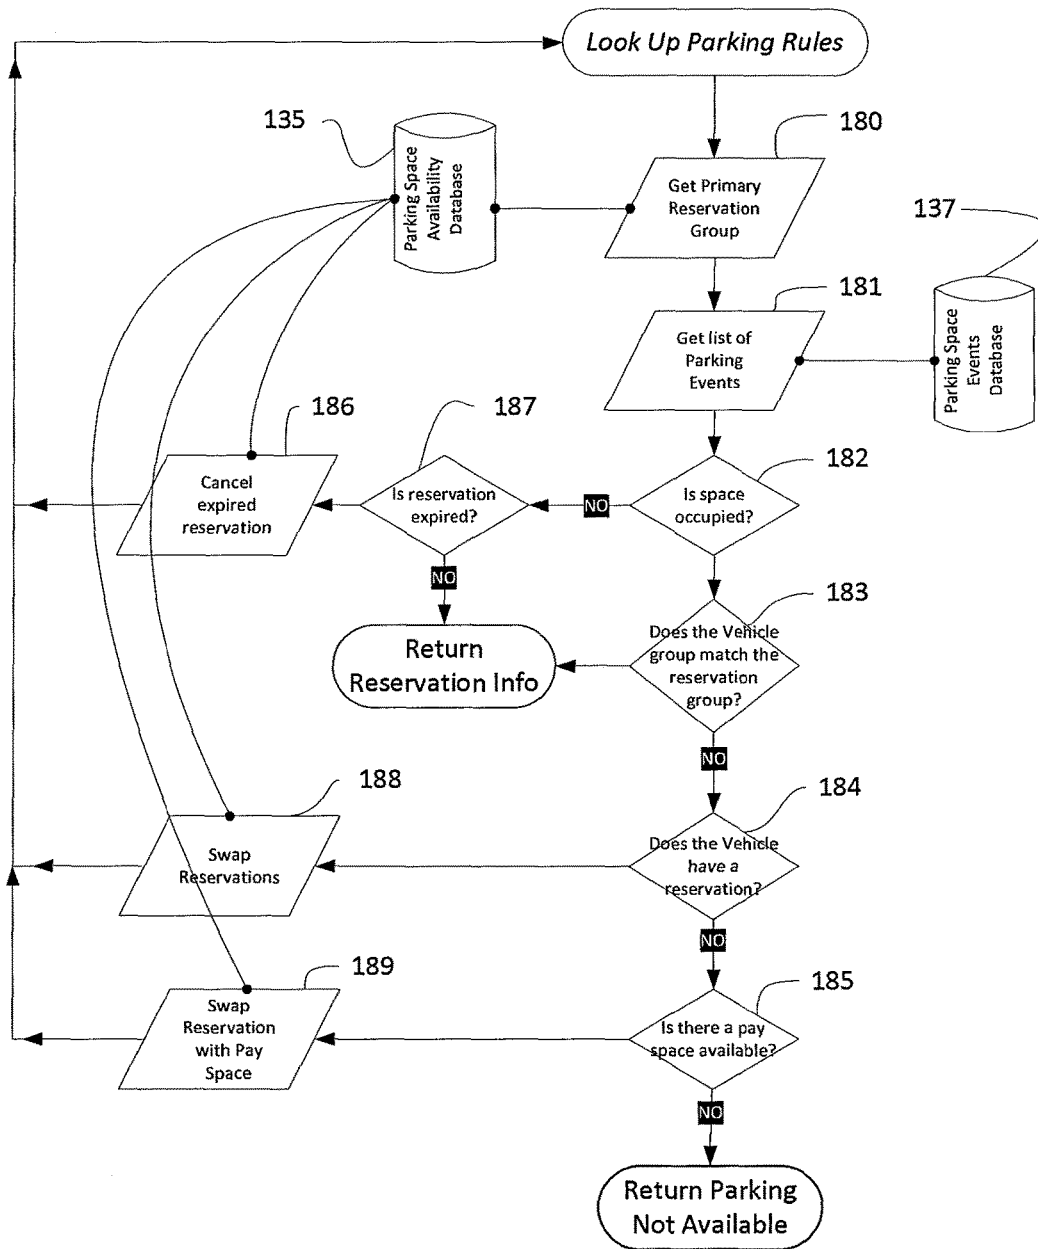 Look Up Parking Rules
135
Parking Space
Availability
Database
180
Get Primary
Reservation
Group
137
Parking Space
Events
Database
181
Get list of
Parking
Events
186
187
182
Cancel
expired
reservation
Is reservation
expired?
NO
Is space
occupied?
NO
183
Return
Reservation Info
Does the Vehicle
group match the
reservation
group?
NO
188
184
Swap
Reservations
Does the Vehicle
have a
reservation?
NO
189
185
Swap
Reservation
with Pay
Space
Is there a pay
space available?
NO
Return Parking
Not Available